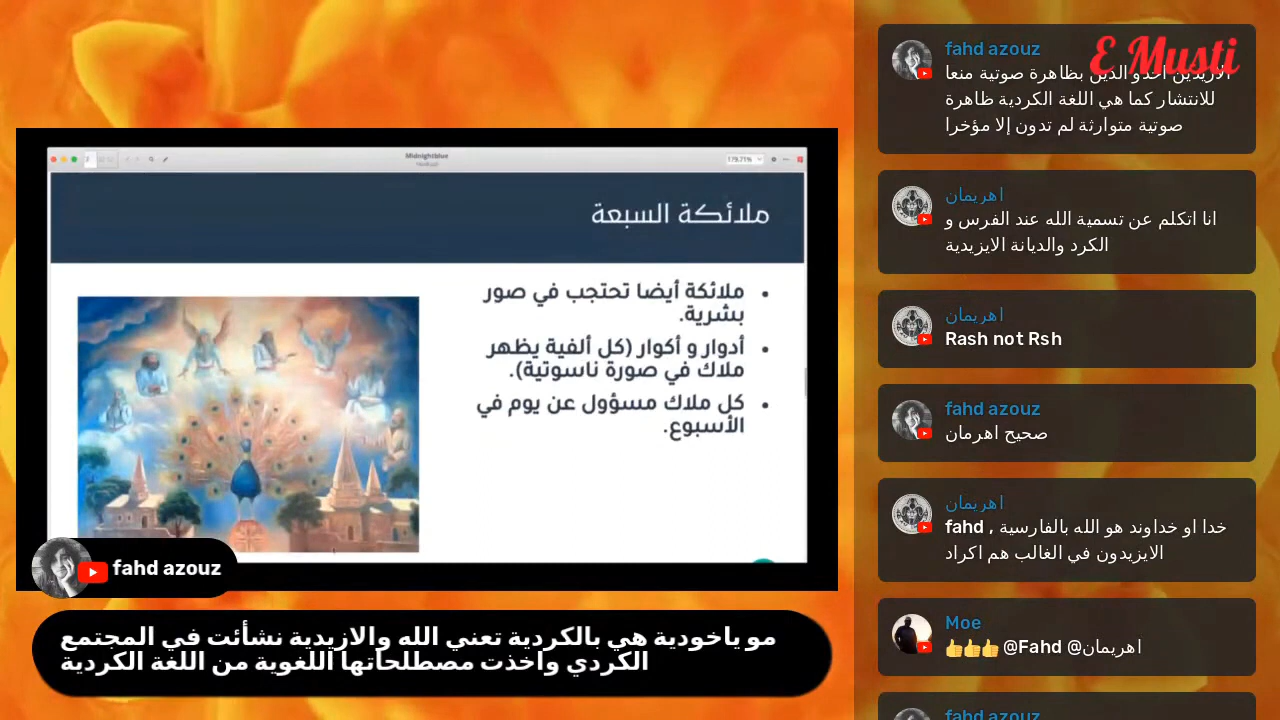 Midnightblue
179.71%
ملائكة السبعة
• ملائكة أيضا تحتجب في صور
بشرية.
• أدوار و أكوار (كل ألفية يظهر
ملاك في صورة ناسوتية).
• كل ملاك مسؤول عن يوم في
الأسبوع.
fahd azouz
مو ياخودية هي بالكردية تعني الله والازيدية نشأئت في المجتمع
الكردي واخذت مصطلحاتها اللغوية من اللغة الكردية
E Musti
fahd azouz
الازيدين اخدو الدين بظاهرة صوتية منعا
للانتشار كما هي اللغة الكردية ظاهرة
صوتية متوارثة لم تدون إلا مؤخرا
اهريمان
انا اتكلم عن تسمية الله عند الفرس و
الكرد والديانة الايزيدية
اهريمان
Rash not Rsh
fahd azouz
صحيح اهرمان
اهريمان
fahd , خدا او خداوند هو الله بالفارسية
الايزيدون في الغالب هم اكراد
Moe
👍👍👍 @Fahd @اهريمان
fahd azouz